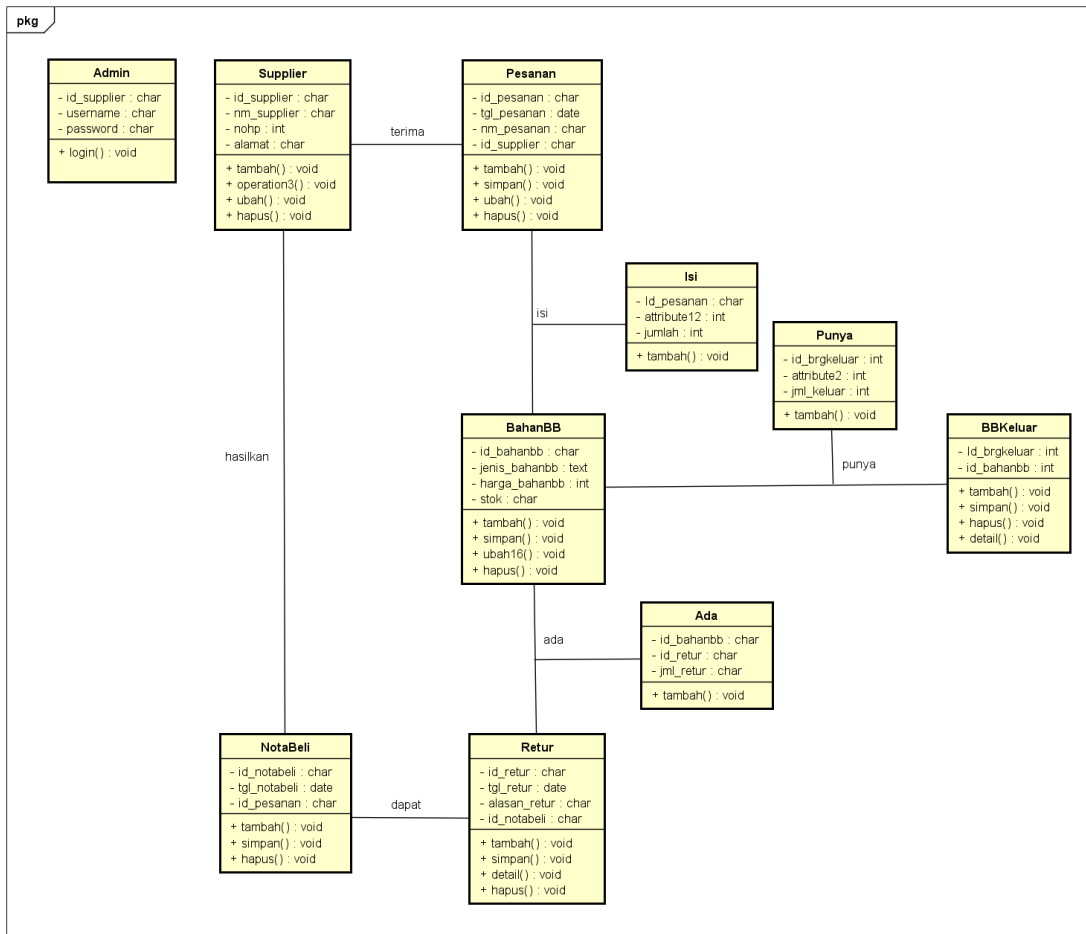 pkg
Admin
- id_supplier : char
- username : char
- password : char
+ login() : void
Supplier
- id_supplier : char
- nm_supplier : char
- nohp : int
- alamat : char
+ tambah() : void
+ operation3() : void
+ ubah() : void
+ hapus() : void
terima
Pesanan
- id_pesanan : char
- tgl_pesanan : date
- nm_pesanan : char
- id_supplier : char
+ tambah() : void
+ simpan() : void
+ ubah() : void
+ hapus() : void
isi
Isi
- Id_pesanan : char
- attribute12 : int
- jumlah : int
+ tambah() : void
Punya
- id_brgkeluar : int
- attribute2 : int
- jml_keluar : int
+ tambah() : void
hasilkan
BahanBB
- id_bahanbb : char
- jenis_bahanbb : text
- harga_bahanbb : int
- stok : char
+ tambah() : void
+ simpan() : void
+ ubah16() : void
+ hapus() : void
punya
BBKeluar
- Id_brgkeluar : int
- id_bahanbb : int
+ tambah() : void
+ simpan() : void
+ hapus() : void
+ detail() : void
ada
Ada
- id_bahanbb : char
- id_retur : char
- jml_retur : char
+ tambah() : void
NotaBeli
- id_notabeli : char
- tgl_notabeli : date
- id_pesanan : char
+ tambah() : void
+ simpan() : void
+ hapus() : void
dapat
Retur
- id_retur : char
- tgl_retur : date
- alasan_retur : char
- id_notabeli : char
+ tambah() : void
+ simpan() : void
+ detail() : void
+ hapus() : void